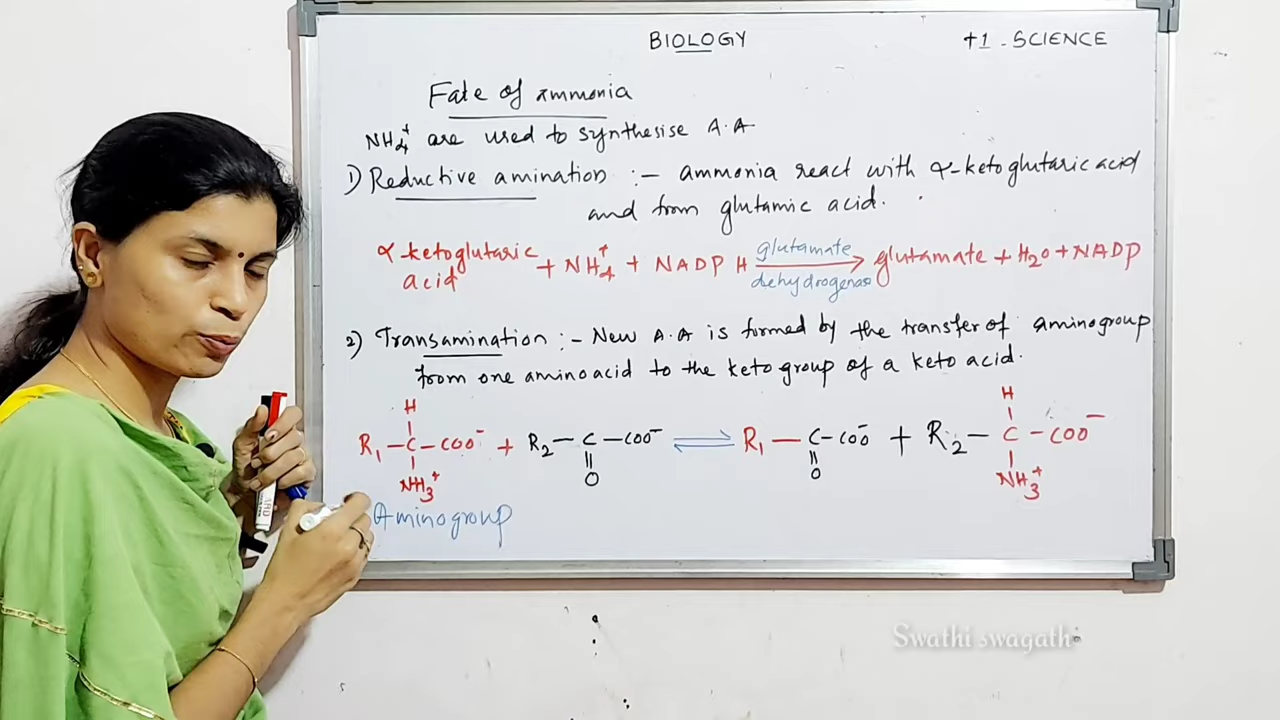 BIOLOGY +1 - SCIENCE
Fate of ammonia
NH4+ are used to synthesise A.A
1) Reductive amination :- ammonia react with α-ketoglutaric acid
and from glutamic acid.
α ketoglutaric acid + NH4+ + NADP H glutamate dehydrogenase glutamate + H2O + NADP
2) Transamination :- New A.A is formed by the transfer of aminogroup
from one aminoacid to the keto group of a keto acid.
H H
R1 — C — COO- + R2 — C — COO- ⇌ R1 — C - COO- + R2 — C — COO-
NH3+ O O NH3+
Aminogroup
Swathi swagath